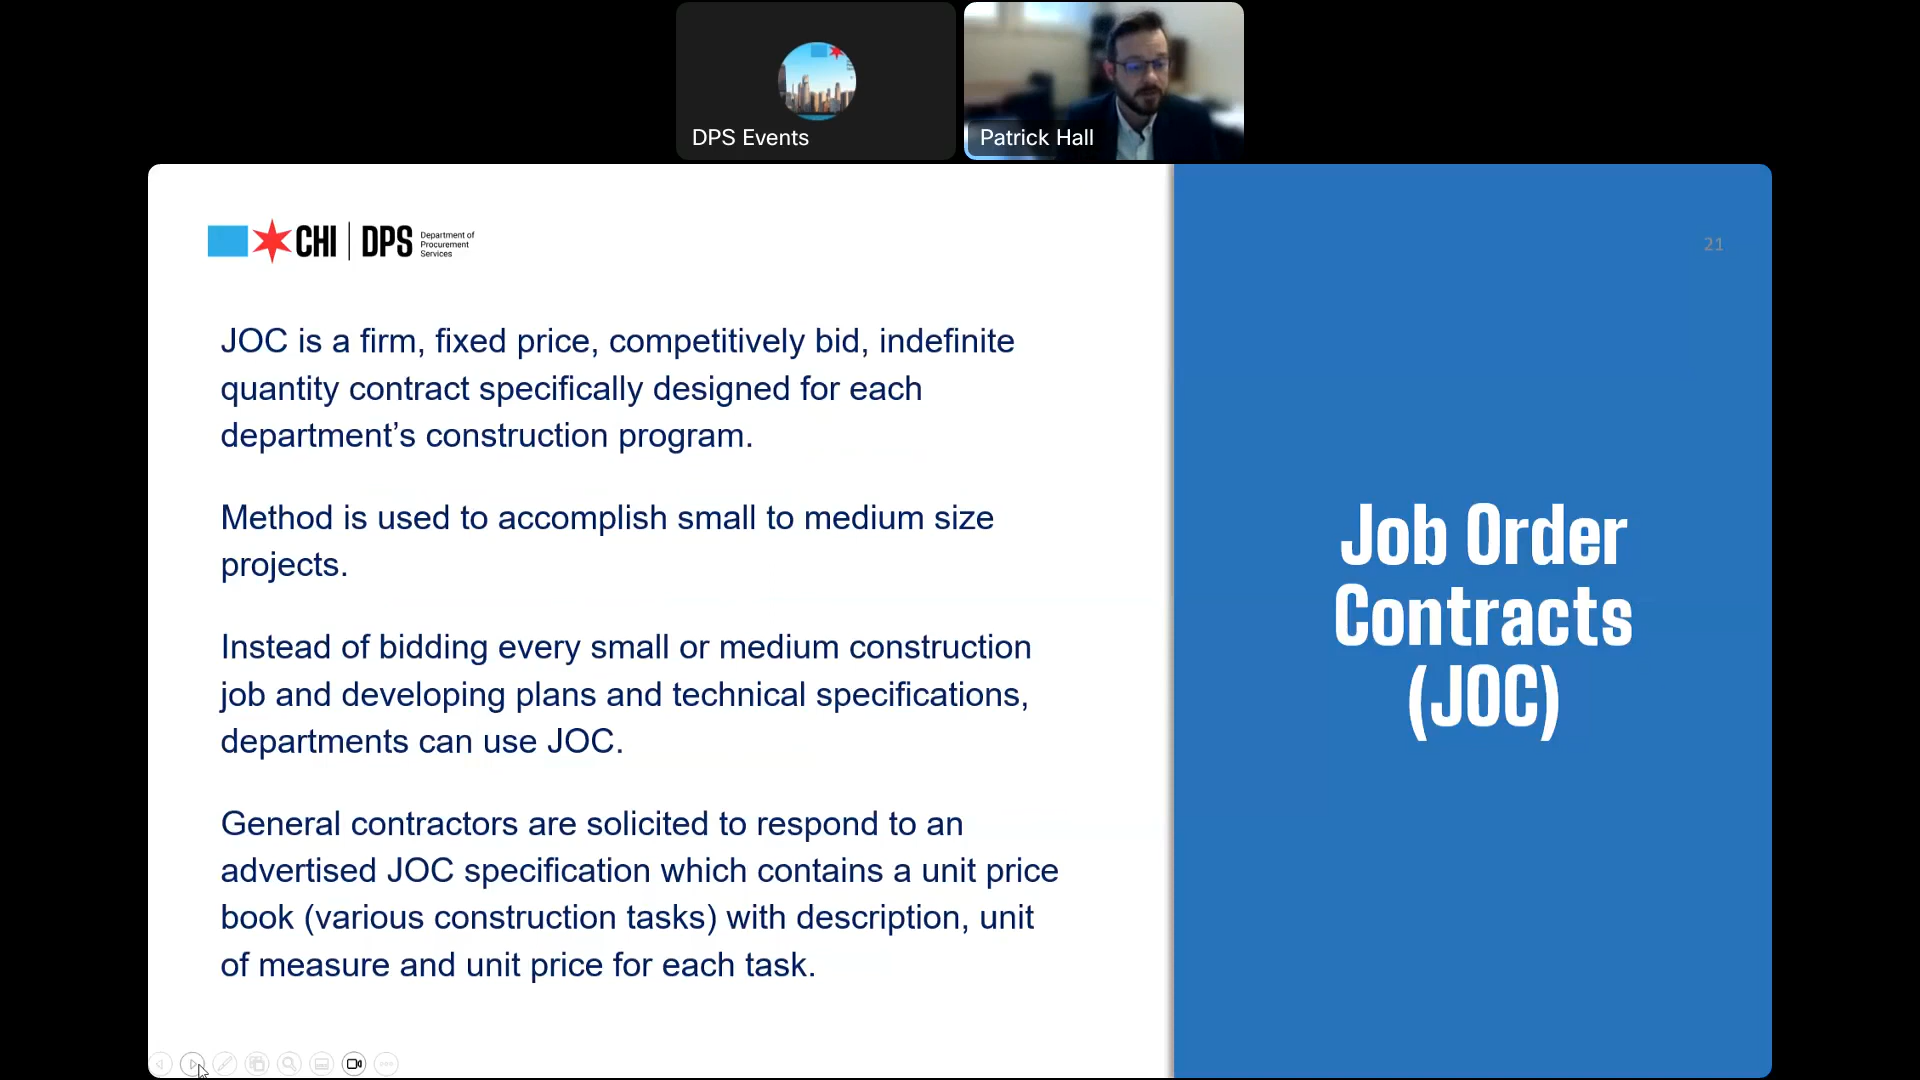 DPS Events
Patrick Hall
CHI DPS
Department of
Procurement
Services
21
JOC is a firm, fixed price, competitively bid, indefinite
quantity contract specifically designed for each
department’s construction program.
Method is used to accomplish small to medium size
projects.
Instead of bidding every small or medium construction
job and developing plans and technical specifications,
departments can use JOC.
General contractors are solicited to respond to an
advertised JOC specification which contains a unit price
book (various construction tasks) with description, unit
of measure and unit price for each task.
Job Order
Contracts
(JOC)